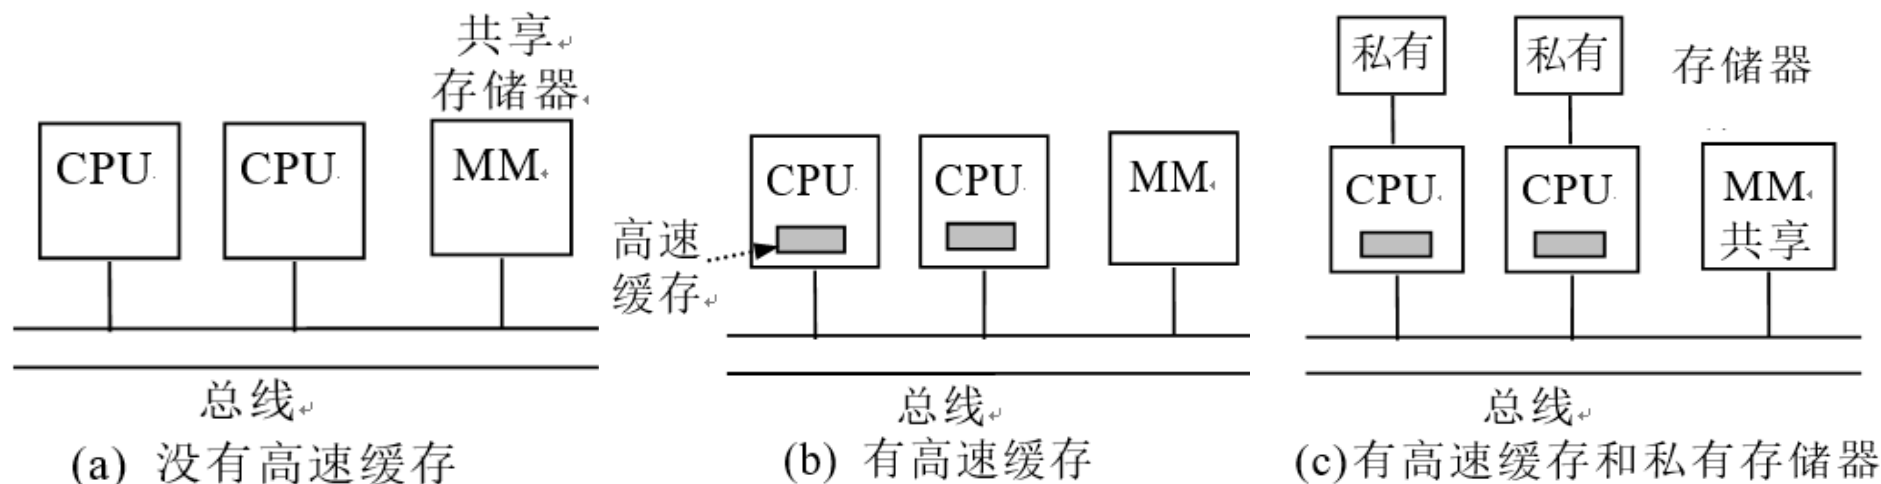 共享
存储器
CPU
CPU
MM
总线
(a) 没有高速缓存
CPU
CPU
MM
高速
缓存
总线
(b) 有高速缓存
私有
私有
存储器
CPU
CPU
MM
共享
总线
(c)有高速缓存和私有存储器